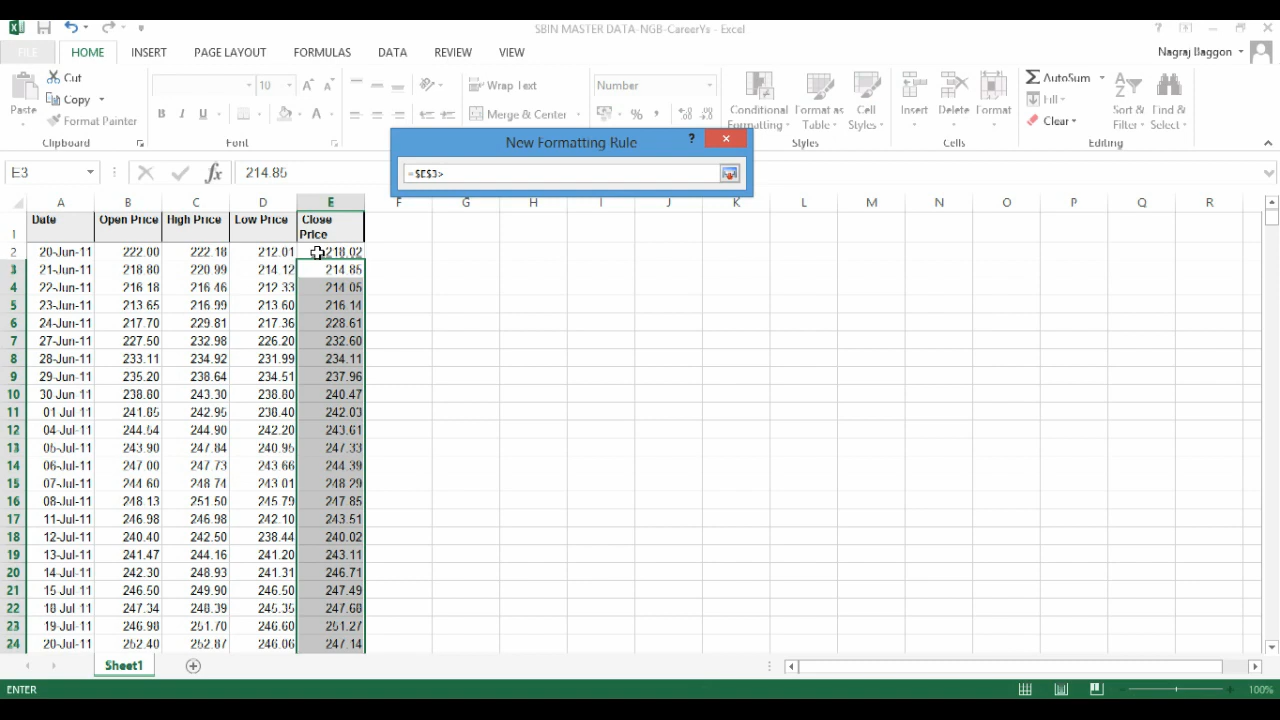 SBIN MASTER DATA-NGB-CareerYs - Excel
FILE HOME INSERT PAGE LAYOUT FORMULAS DATA REVIEW VIEW Nagraj Baggon
Cut
Copy
Format Painter
Paste
10
Wrap Text
Merge & Center
Number
Conditional Formatting
Format as Table
Cell Styles
Insert Delete Format
AutoSum
Fill
Clear
Sort & Filter
Find & Select
Clipboard Font Styles Cells Editing
New Formatting Rule
=$E$3>
E3 214.85
A B C D E F G H I J K L M N O P Q R
1 Date Open Price High Price Low Price Close Price
2 20-Jun-11 222.00 222.18 212.01 218.02
3 21-Jun-11 218.80 220.99 214.12 214.85
4 22-Jun-11 216.18 216.46 212.33 214.05
5 23-Jun-11 213.65 216.99 213.60 216.14
6 24-Jun-11 217.70 229.81 217.36 228.61
7 27-Jun-11 227.50 232.98 226.20 232.60
8 28-Jun-11 233.11 234.92 231.99 234.11
9 29-Jun-11 235.20 238.64 234.51 237.96
10 30 Jun 11 238.80 243.30 238.80 240.47
11 01 Jul 11 241.85 242.95 238.40 242.03
12 04-Jul-11 244.54 244.90 242.20 243.61
13 05-Jul-11 243.90 247.84 240.95 247.33
14 06-Jul-11 247.00 247.73 243.66 244.39
15 07-Jul-11 244.60 248.74 243.01 248.29
16 08-Jul-11 248.13 251.50 245.79 247.85
17 11-Jul-11 246.98 246.98 242.10 243.51
18 12-Jul-11 240.40 242.50 238.44 240.02
19 13-Jul-11 241.47 244.16 241.20 243.11
20 14-Jul-11 242.30 248.93 241.31 246.71
21 15 Jul 11 246.50 249.90 246.50 247.49
22 18 Jul 11 247.34 248.39 245.35 247.68
23 19-Jul-11 246.98 251.70 246.60 251.27
24 20-Jul-11 252.40 252.87 246.06 247.14
Sheet1
ENTER 100%